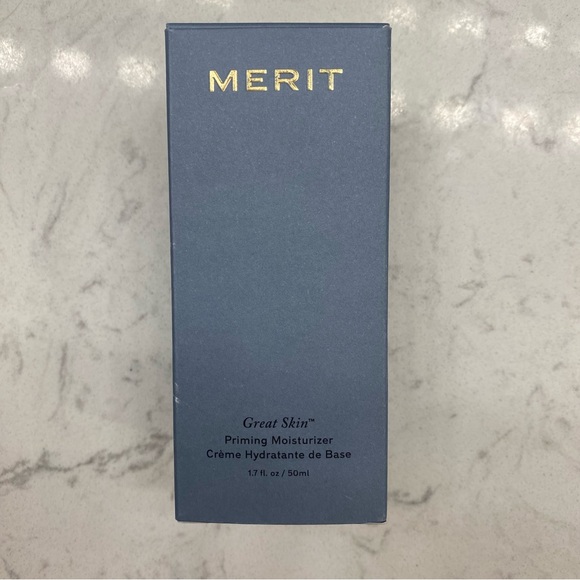 MERIT
Great Skin™
Priming Moisturizer
Crème Hydratante de Base
1.7 fl. oz / 50ml